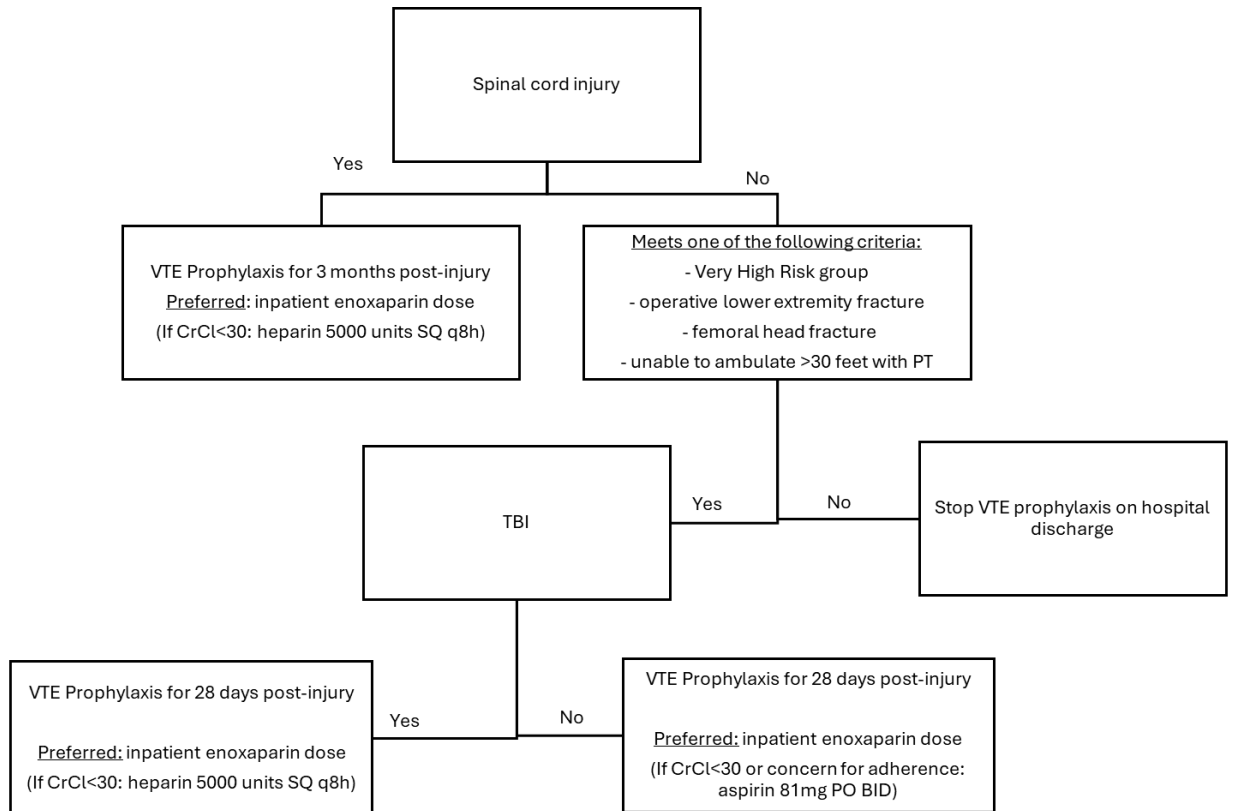 Spinal cord injury
Yes
No
VTE Prophylaxis for 3 months post-injury
Preferred: inpatient enoxaparin dose
(If CrCl<30: heparin 5000 units SQ q8h)
Meets one of the following criteria:
- Very High Risk group
- operative lower extremity fracture
- femoral head fracture
- unable to ambulate >30 feet with PT
TBI
Yes
No
Stop VTE prophylaxis on hospital
discharge
VTE Prophylaxis for 28 days post-injury
Preferred: inpatient enoxaparin dose
(If CrCl<30: heparin 5000 units SQ q8h)
Yes
No
VTE Prophylaxis for 28 days post-injury
Preferred: inpatient enoxaparin dose
(If CrCl<30 or concern for adherence:
aspirin 81mg PO BID)